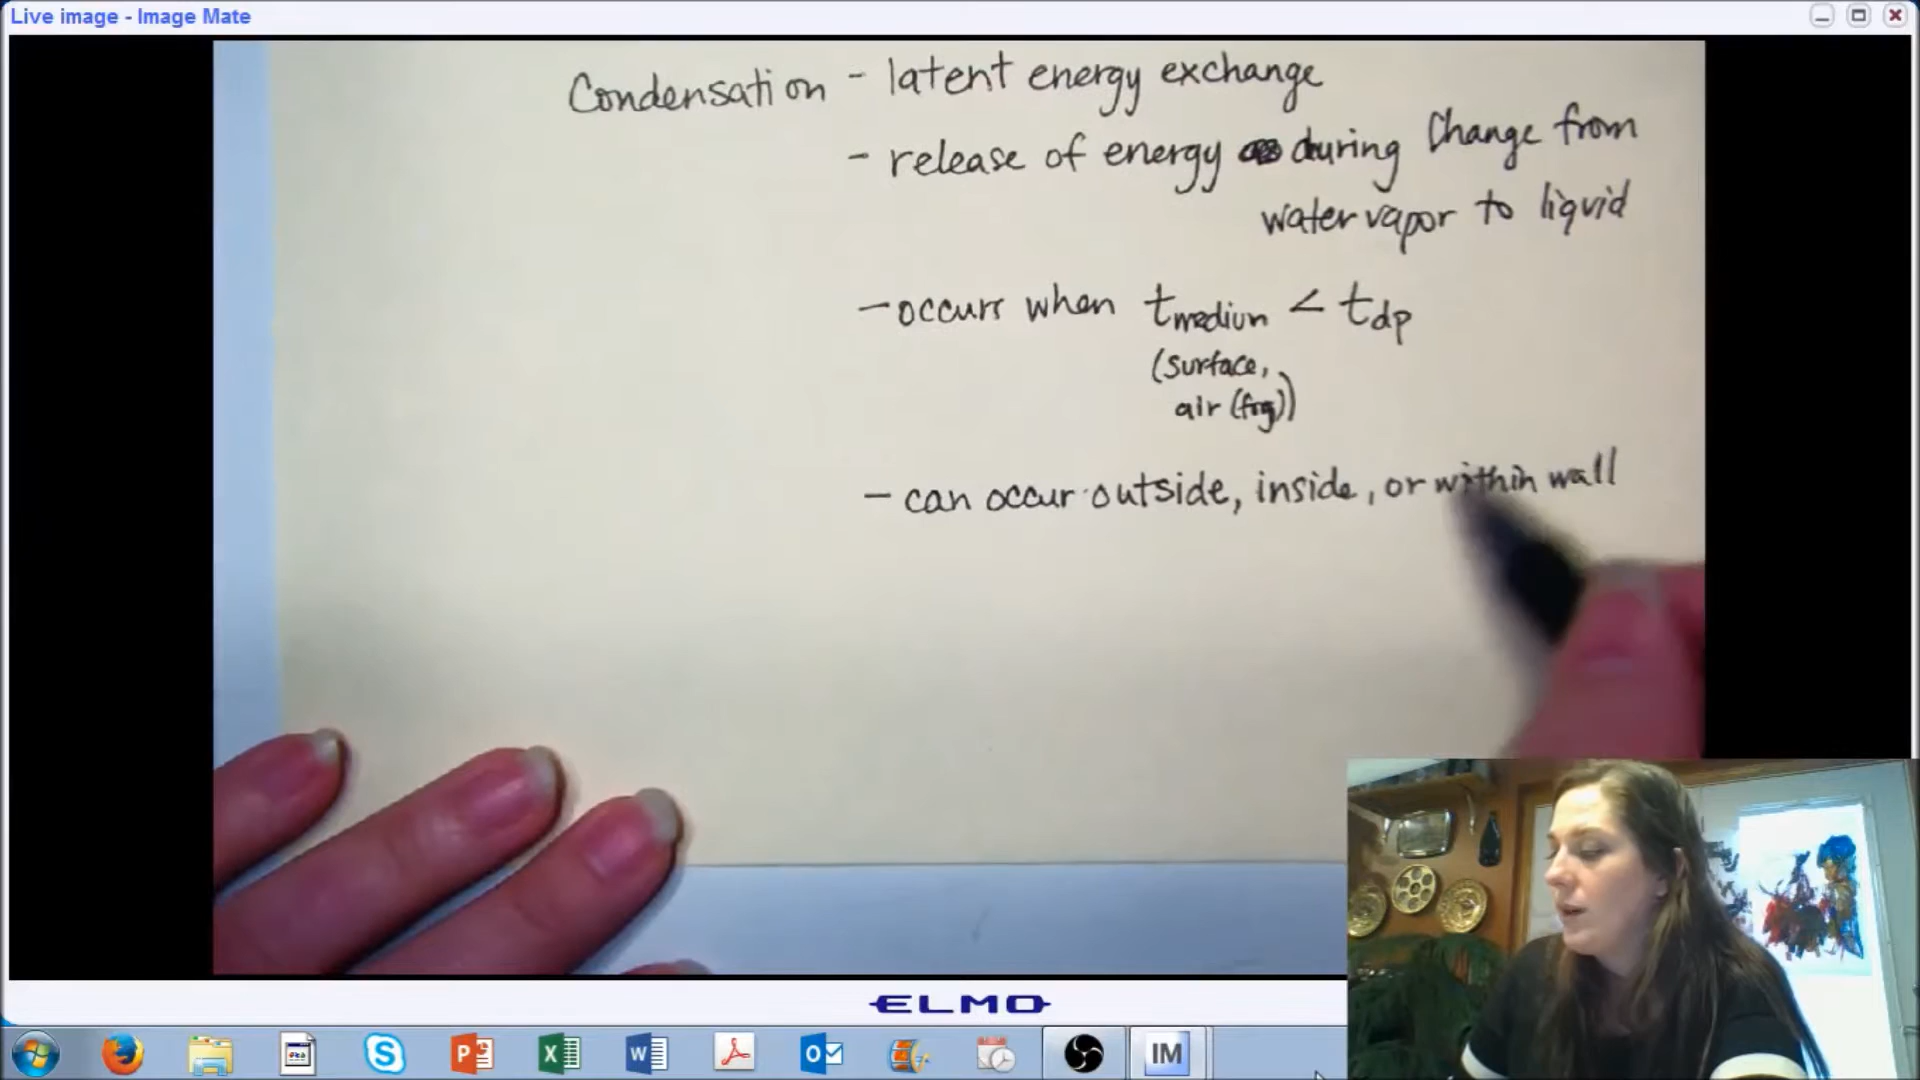 Live image - Image Mate
Condensation - latent energy exchange
- release of energy during Change from
water vapor to liquid
- occurs when tmedium < tdp
(surface,
air (fog))
- can occur outside, inside, or within wall
ELMO
IM